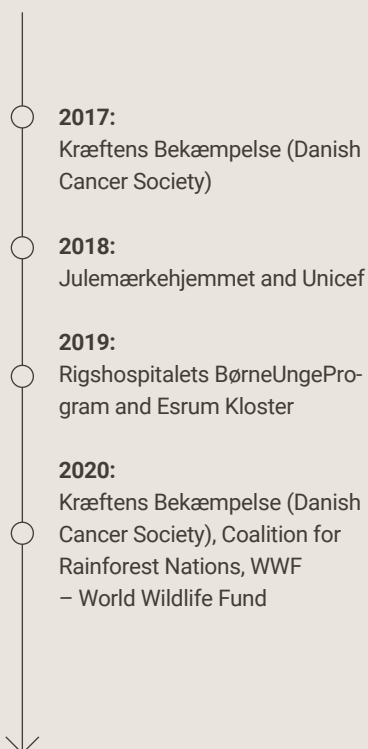 2017:
Kræftens Bekæmpelse (Danish
Cancer Society)
2018:
Julemærkehjemmet and Unicef
2019:
Rigshospitalets BørneUngePro-
gram and Esrum Kloster
2020:
Kræftens Bekæmpelse (Danish
Cancer Society), Coalition for
Rainforest Nations, WWF
– World Wildlife Fund